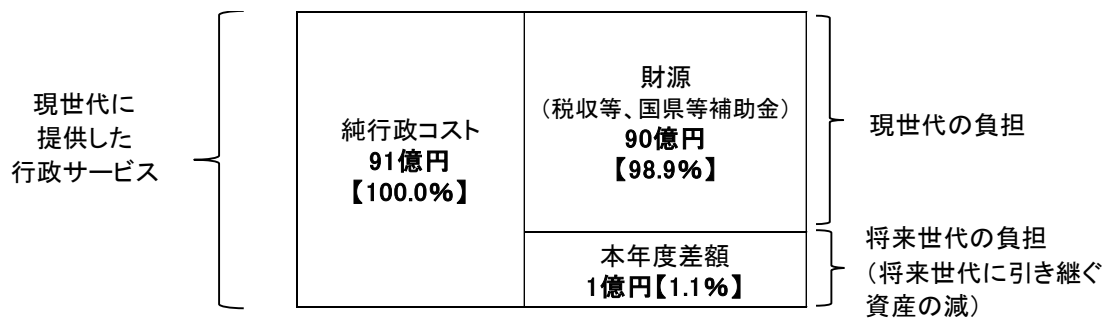 現世代に
提供した
行政サービス
純行政コスト
91億円
【100.0%】
財源
（税収等、国県等補助金）
90億円
【98.9%】
現世代の負担
本年度差額
1億円【1.1%】
将来世代の負担
（将来世代に引き継ぐ
資産の減）